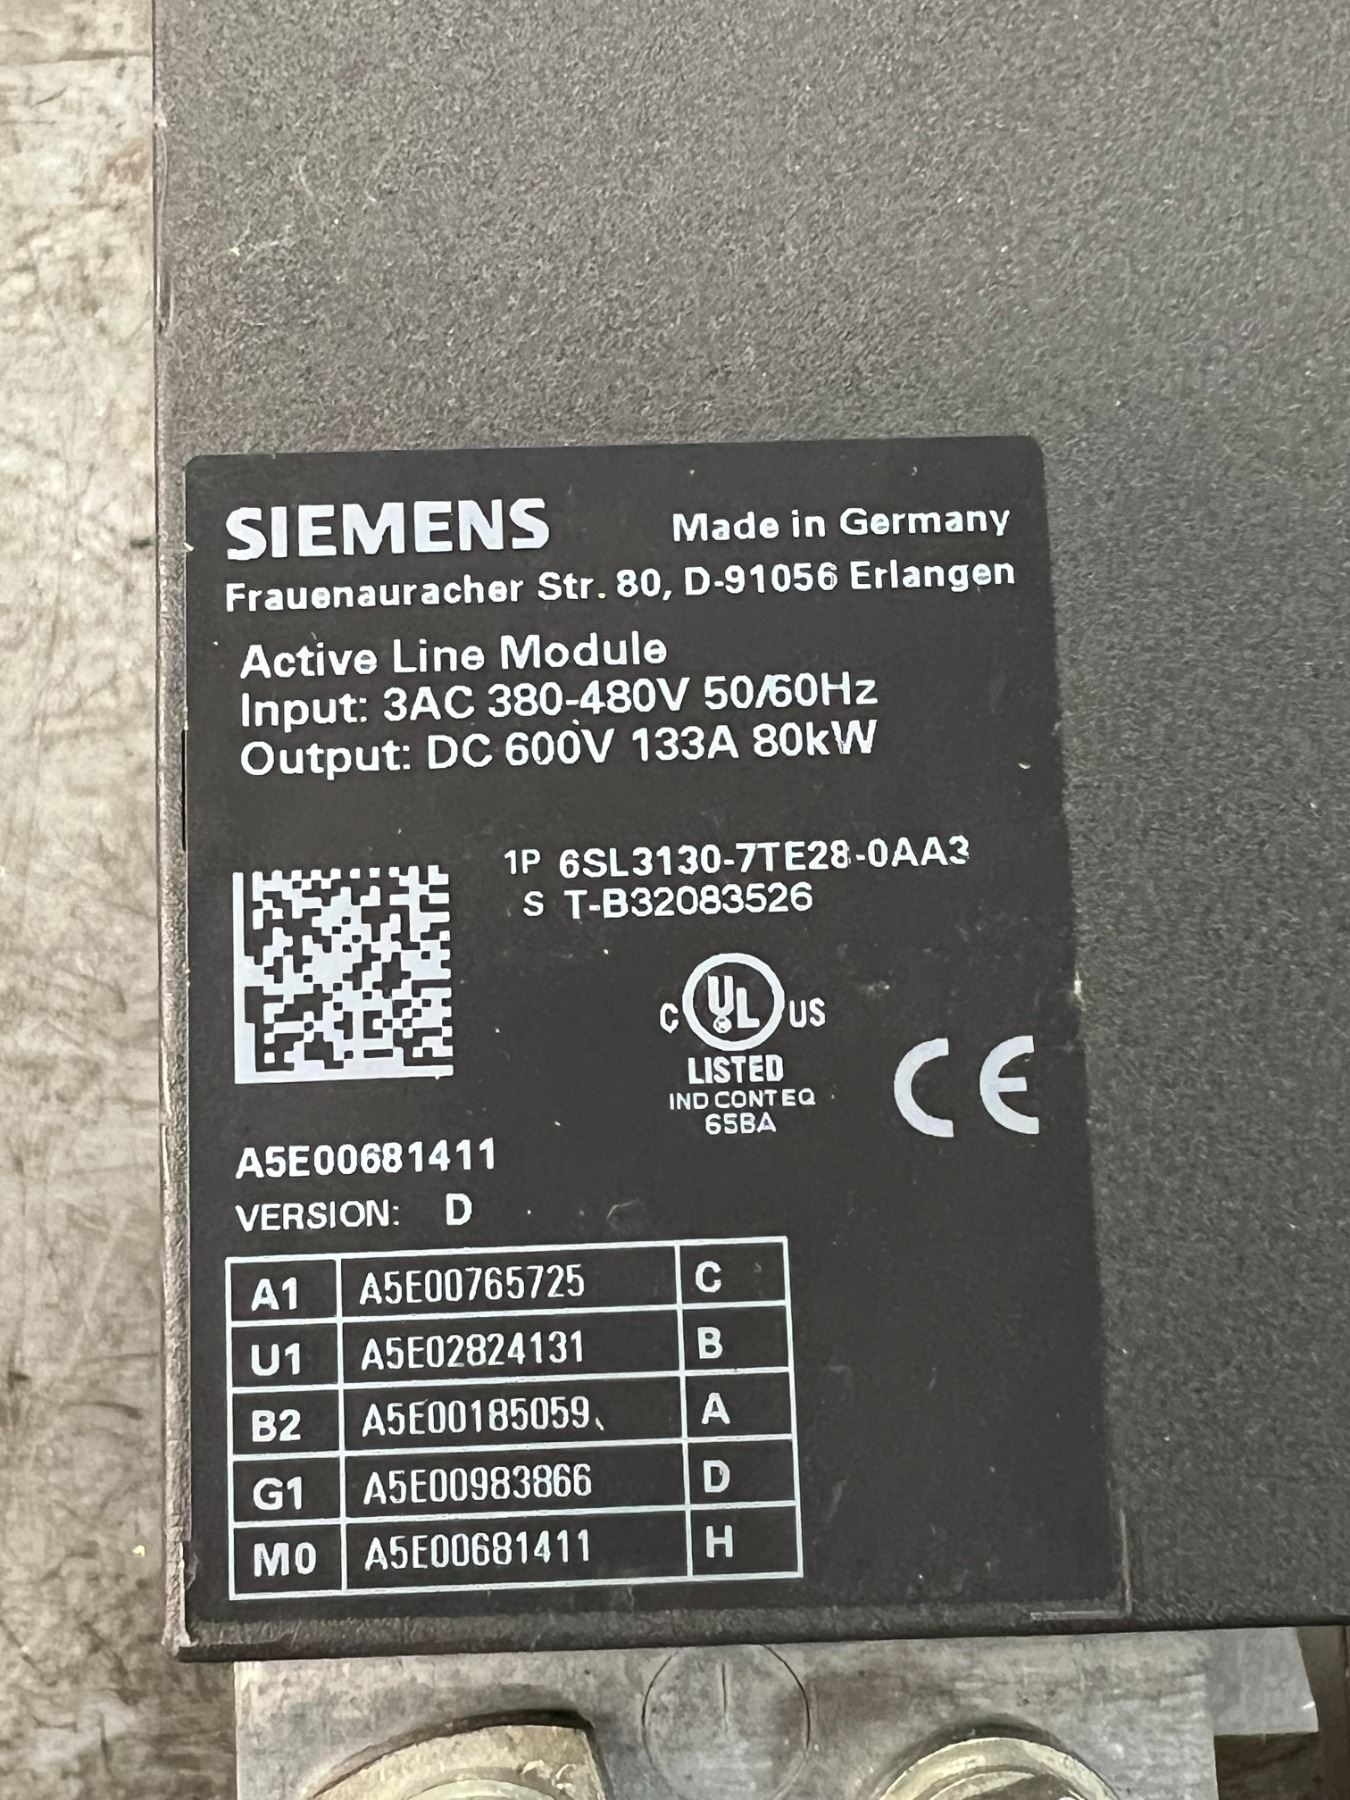 SIEMENS Made in Germany
Frauenauracher Str. 80, D-91056 Erlangen
Active Line Module
Input: 3AC 380-480V 50/60Hz
Output: DC 600V 133A 80kW
1P 6SL3130-7TE28-0AA3
S T-B32083526
C UL US
LISTED
IND CONT EQ
65BA
CE
A5E00681411
VERSION: D
A1 A5E00765725 C
U1 A5E02824131 B
B2 A5E00185059 A
G1 A5E00983866 D
M0 A5E00681411 H